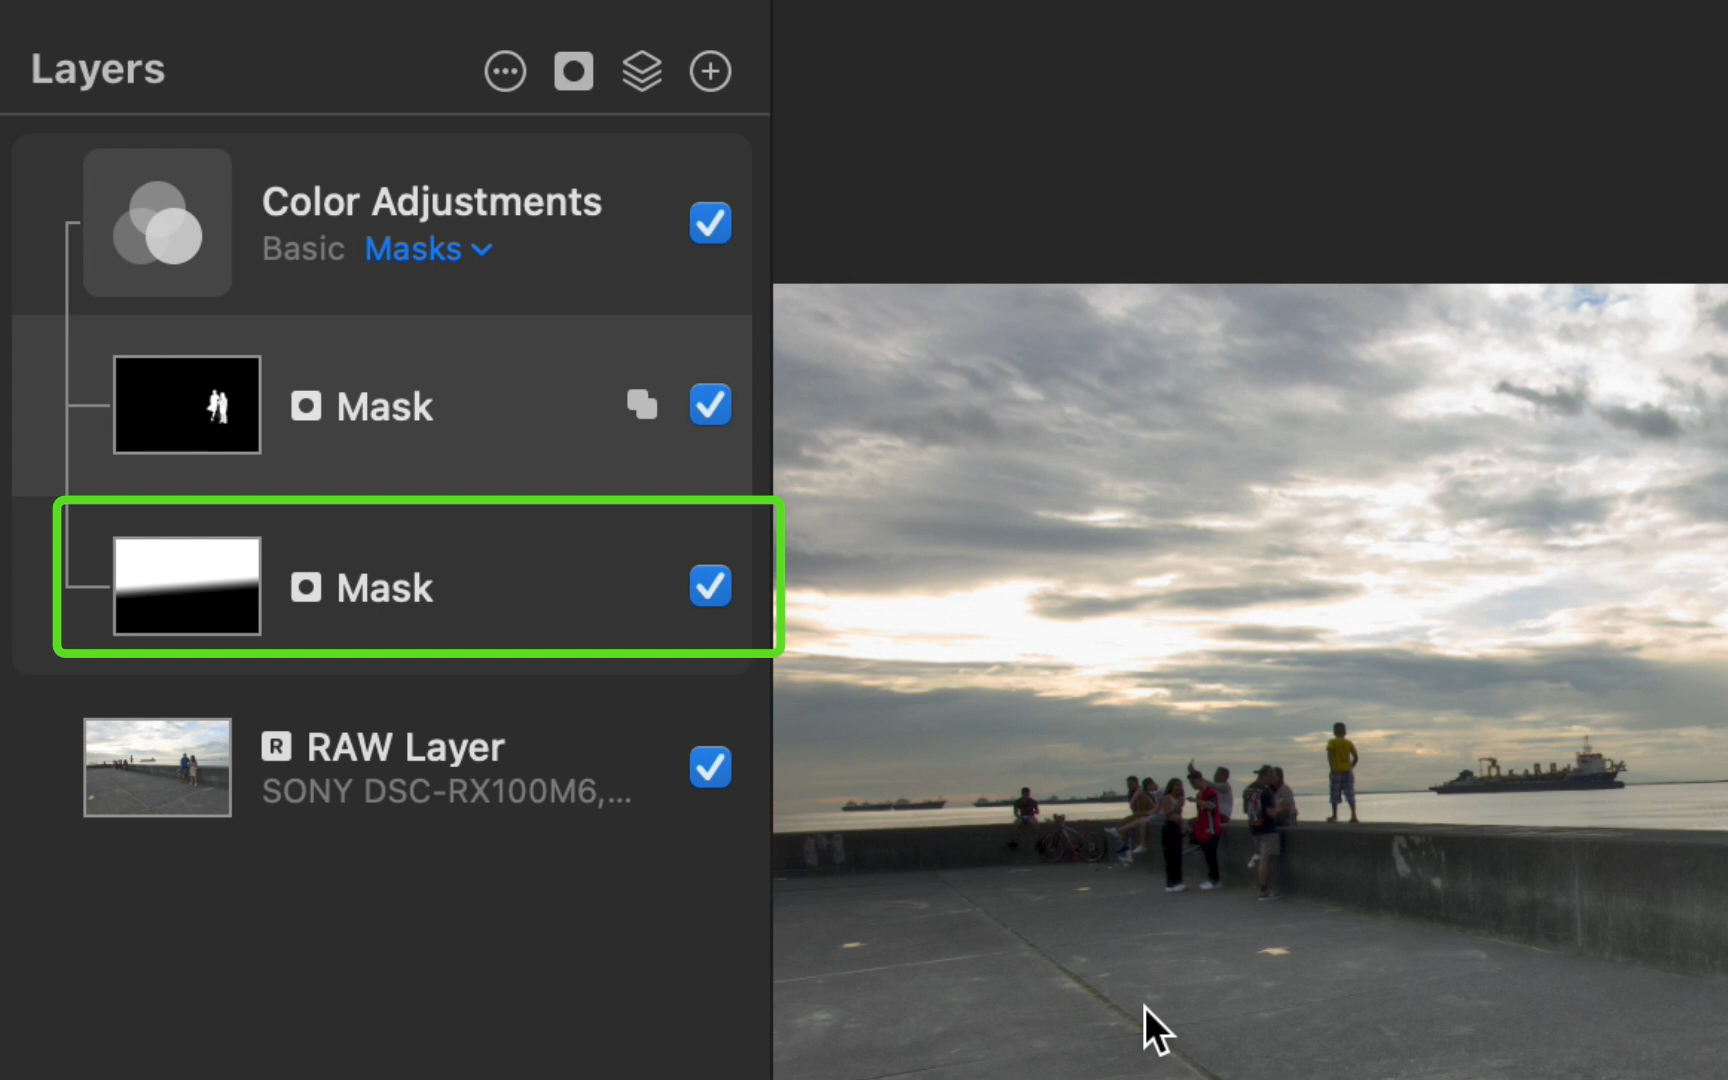 Layers
Color Adjustments
Basic Masks
Mask
Mask
R RAW Layer
SONY DSC-RX100M6,...